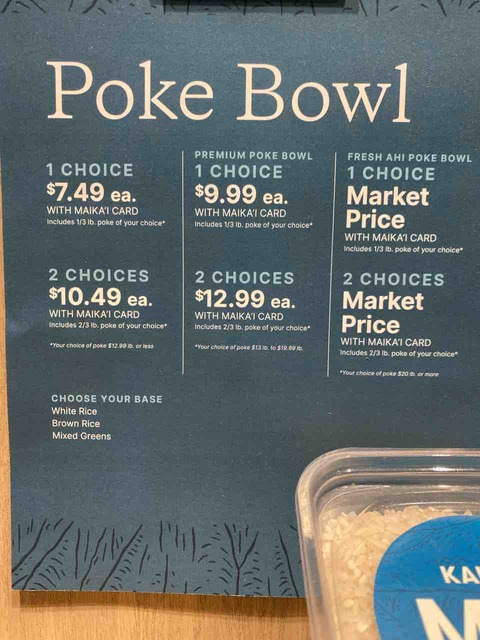 Poke Bowl
1 CHOICE
$7.49 ea.
WITH MAIKA'I CARD
Includes 1/3 lb. poke of your choice*
2 CHOICES
$10.49 ea.
WITH MAIKA'I CARD
Includes 2/3 lb. poke of your choice*
*Your choice of poke $12.99 lb. or less
PREMIUM POKE BOWL
1 CHOICE
$9.99 ea.
WITH MAIKA'I CARD
Includes 1/3 lb. poke of your choice*
2 CHOICES
$12.99 ea.
WITH MAIKA'I CARD
Includes 2/3 lb. poke of your choice*
*Your choice of poke $13 lb. to $19.99 lb.
FRESH AHI POKE BOWL
1 CHOICE
Market
Price
WITH MAIKA'I CARD
Includes 1/3 lb. poke of your choice*
2 CHOICES
Market
Price
WITH MAIKA'I CARD
Includes 2/3 lb. poke of your choice*
*Your choice of poke $20 lb. or more
CHOOSE YOUR BASE
White Rice
Brown Rice
Mixed Greens